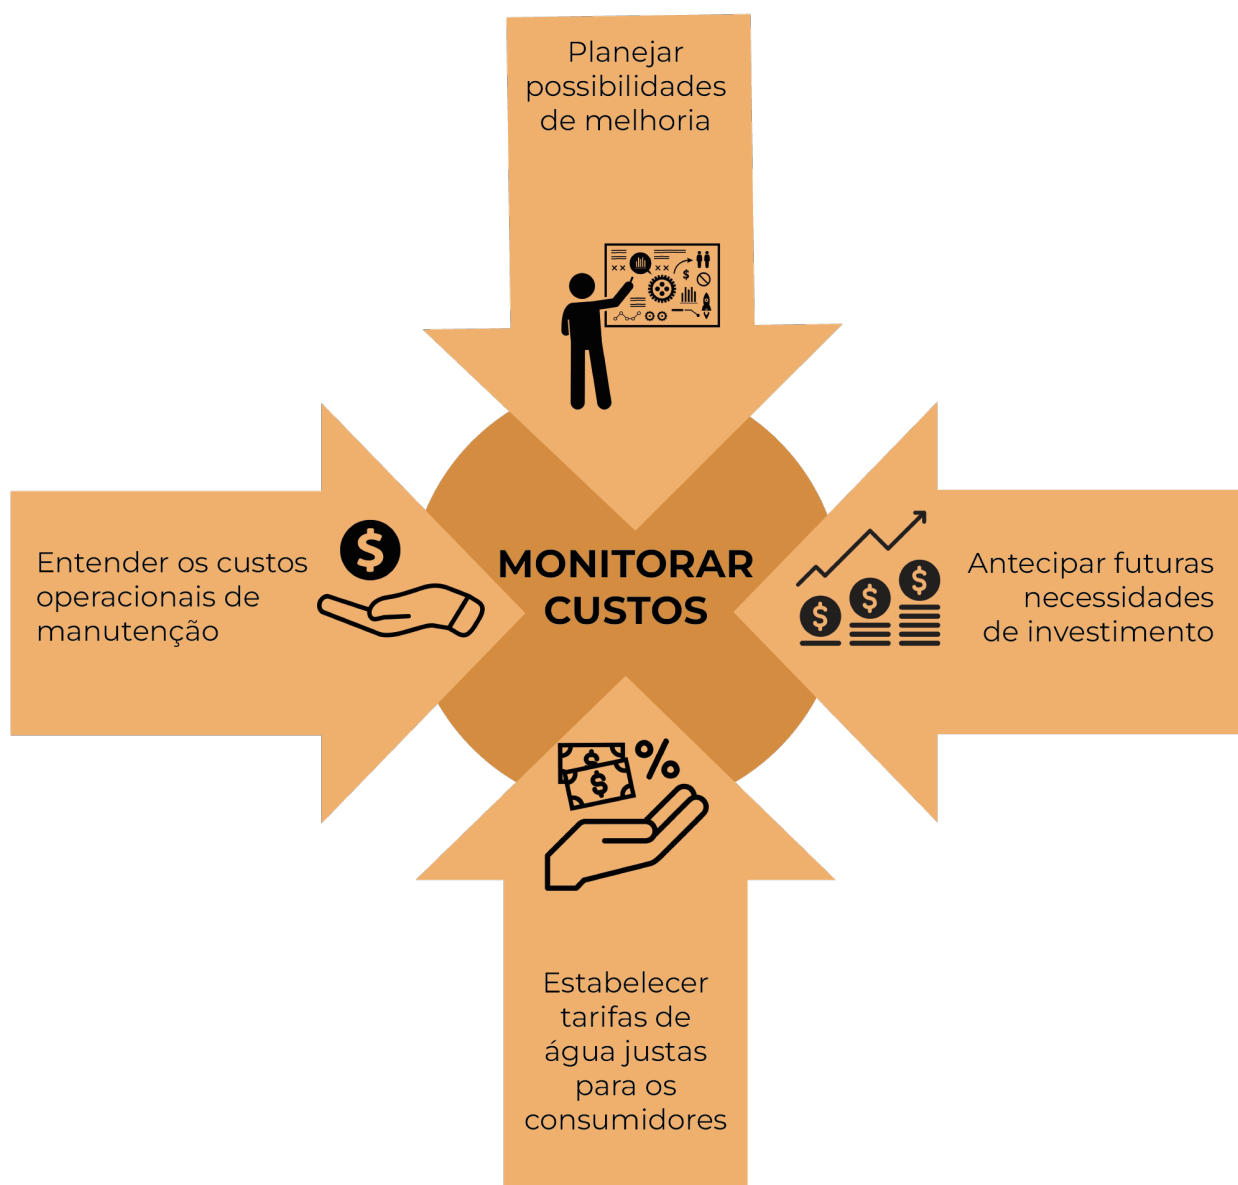 Planejar
possibilidades
de melhoria
Entender os custos
operacionais de
manutenção
MONITORAR
CUSTOS
Antecipar futuras
necessidades
de investimento
Estabelecer
tarifas de
água justas
para os
consumidores